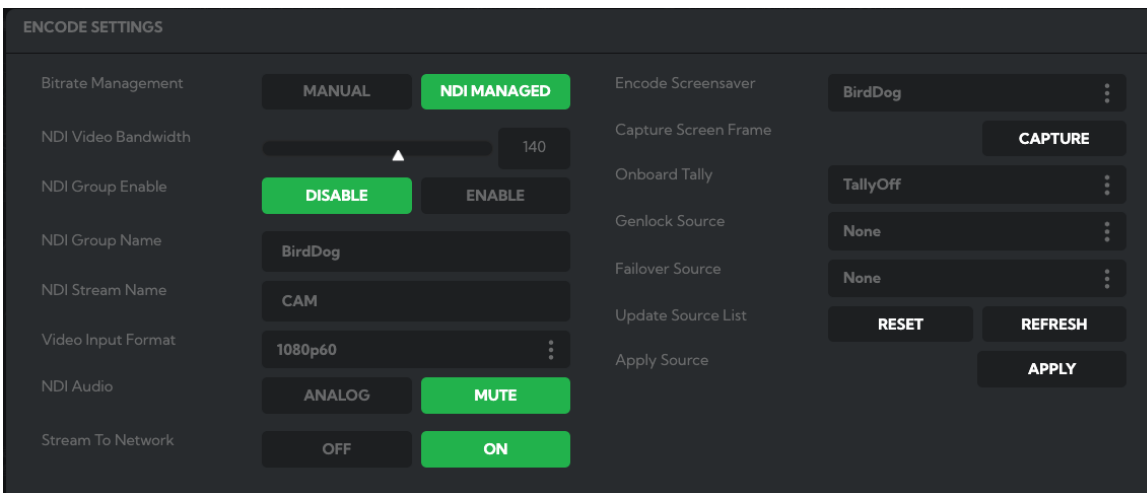 ENCODE SETTINGS
Bitrate Management
MANUAL
NDI MANAGED
NDI Video Bandwidth
140
NDI Group Enable
DISABLE
ENABLE
NDI Group Name
BirdDog
NDI Stream Name
CAM
Video Input Format
1080p60
NDI Audio
ANALOG
MUTE
Stream To Network
OFF
ON
Encode Screensaver
BirdDog
Capture Screen Frame
CAPTURE
Onboard Tally
TallyOff
Genlock Source
None
Failover Source
None
Update Source List
RESET
REFRESH
Apply Source
APPLY